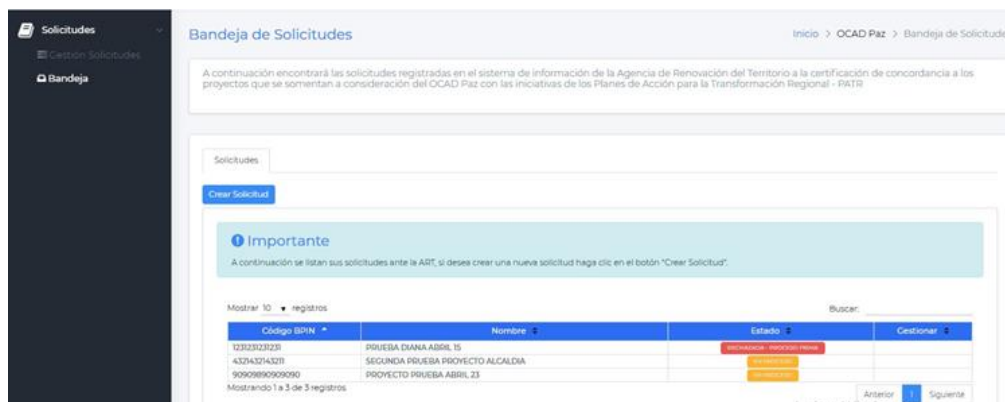 Solicitudes
Gestión Solicitudes
Bandeja
Bandeja de Solicitudes
Inicio > OCAD Paz > Bandeja de Solicitude
A continuación encontrará las solicitudes registradas en el sistema de información de la Agencia de Renovación del Territorio a la certificación de concordancia a los
proyectos que se somentan a consideración del OCAD Paz con las iniciativas de los Planes de Acción para la Transformación Regional - PATR
Solicitudes
Crear Solicitud
Importante
A continuación se listan sus solicitudes ante la ART, si desea crear una nueva solicitud haga clic en el botón "Crear Solicitud".
Mostrar 10 registros
Buscar:
Código BPIN Nombre Estado Gestionar
1231231231231 PRUEBA DIANA ABRIL 15
4321432143211 SEGUNDA PRUEBA PROYECTO ALCALDIA
90909890909090 PROYECTO PRUEBA ABRIL 23
Mostrando 1 a 3 de 3 registros
Anterior 1 Siguiente